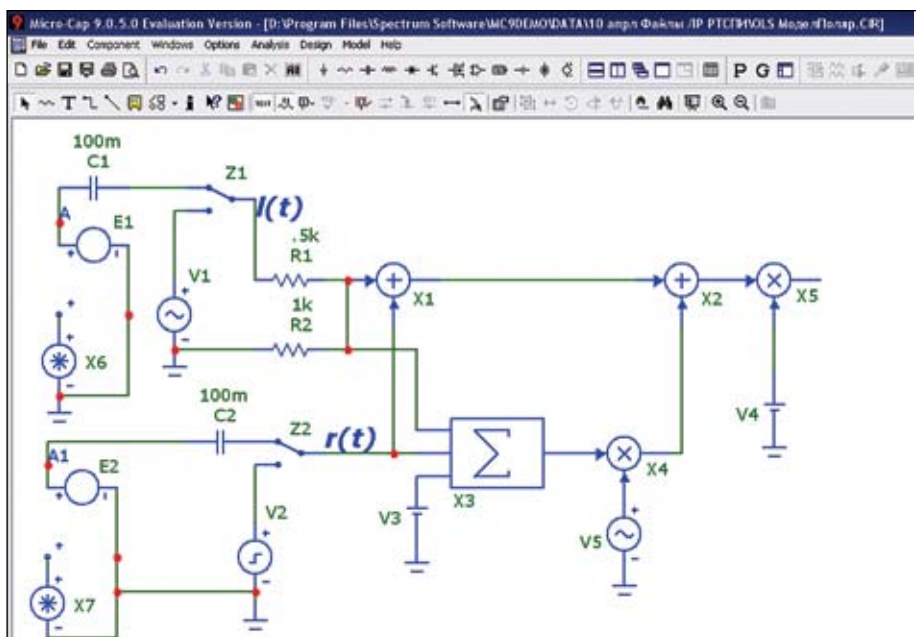 Micro-Cap 9.0.5.0 Evaluation Version - [D:\Program Files\Spectrum Software\MC9DEMO\DATA\10 апрл Файлы ЛР РТСПИ\OLS МоделПоляр.CIR]
File Edit Component Windows Options Analysis Design Model Help
P G
T
100m
C1
Z1
A
E1
l(t)
.5k
R1
V1
X1
X2
X5
1k
R2
X6
100m
C2
Z2
V4
r(t)
A1
E2
X3
X4
V2
V3
V5
X7